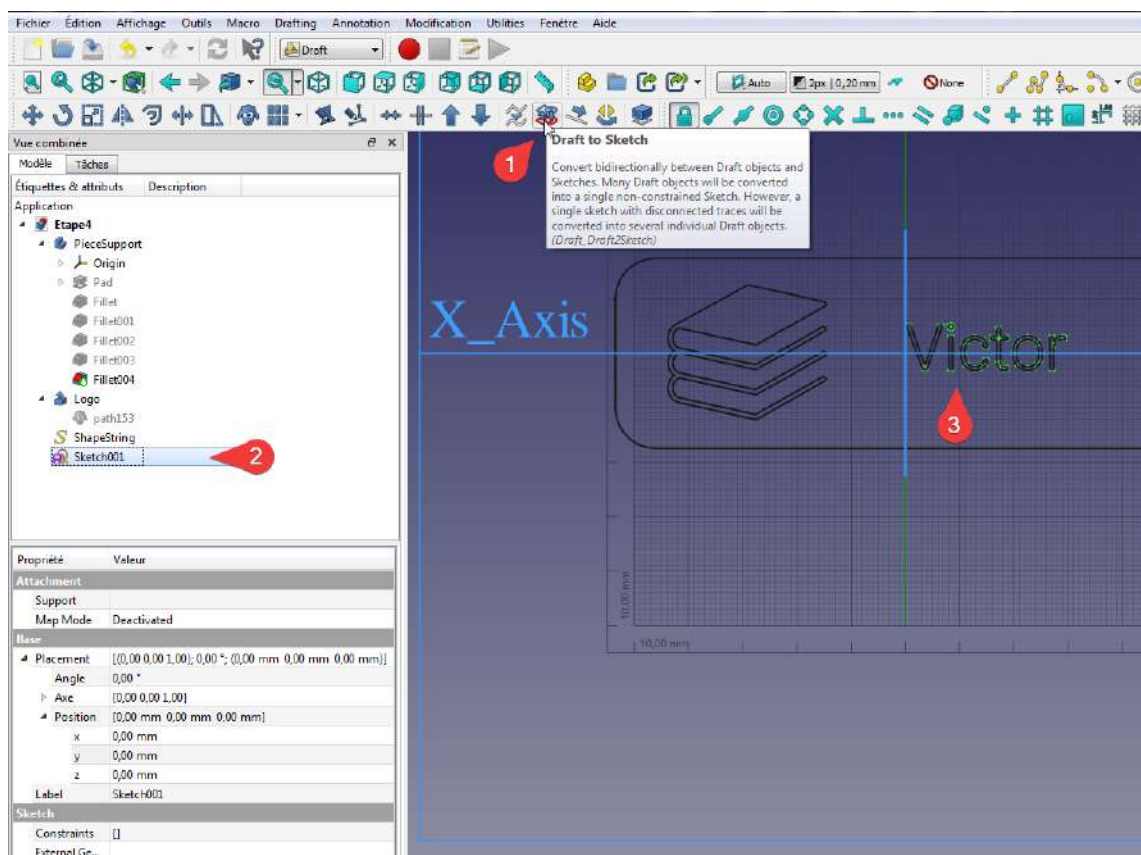 Fichier Édition Affichage Outils Macro Drafting Annotation Modification Utilities Fenêtre Aide
Draft
Auto 2px | 0,20 mm None
Vue combinée
Modèle Tâches
Étiquettes & attributs Description
Application
Etape4
PieceSupport
Origin
Pad
Fillet
Fillet001
Fillet002
Fillet003
Fillet004
Logo
path153
ShapeString
Sketch001
1
2
3
Draft to Sketch
Convert bidirectionally between Draft objects and
Sketches. Many Draft objects will be converted
into a single non-constrained Sketch. However, a
single sketch with disconnected traces will be
converted into several individual Draft objects.
(Draft_Draft2Sketch)
X_Axis
Victor
10,00 mm
10,00 mm
Propriété Valeur
Attachment
Support
Map Mode Deactivated
Base
Placement [(0,00 0,00 1,00); 0,00 °; (0,00 mm 0,00 mm 0,00 mm)]
Angle 0,00 °
Axe [0,00 0,00 1,00]
Position [0,00 mm 0,00 mm 0,00 mm]
x 0,00 mm
y 0,00 mm
z 0,00 mm
Label Sketch001
Sketch
Constraints []
External Ge...